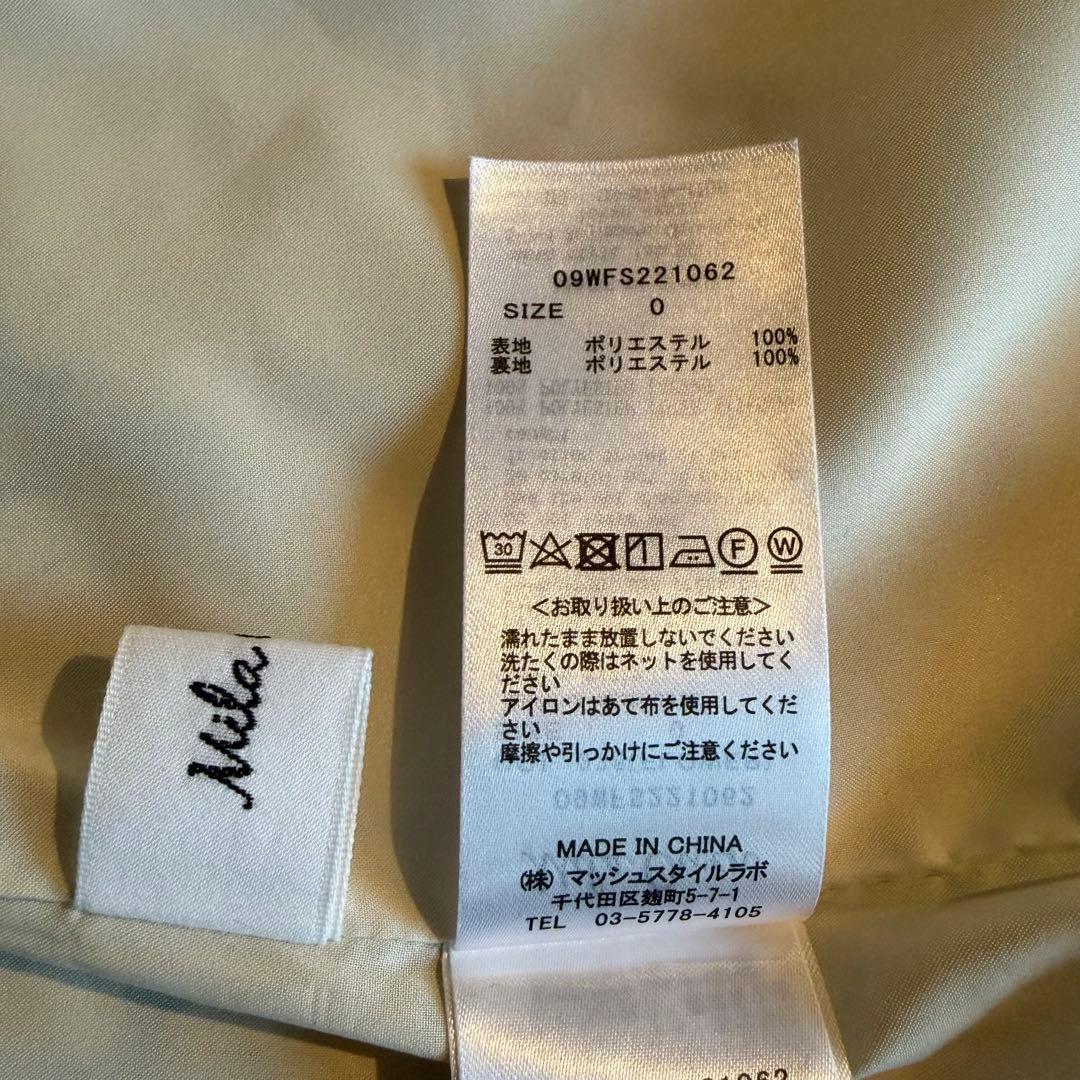 09WFS221062
SIZE 0
表地 ポリエステル 100%
裏地 ポリエステル 100%
30
F
W
<お取り扱い上のご注意>
濡れたまま放置しないでください
洗たくの際はネットを使用してく
ださい
アイロンはあて布を使用してくだ
さい
摩擦や引っかけにご注意ください
MADE IN CHINA
(株) マッシュスタイルラボ
千代田区麹町5-7-1
TEL 03-5778-4105
Mila